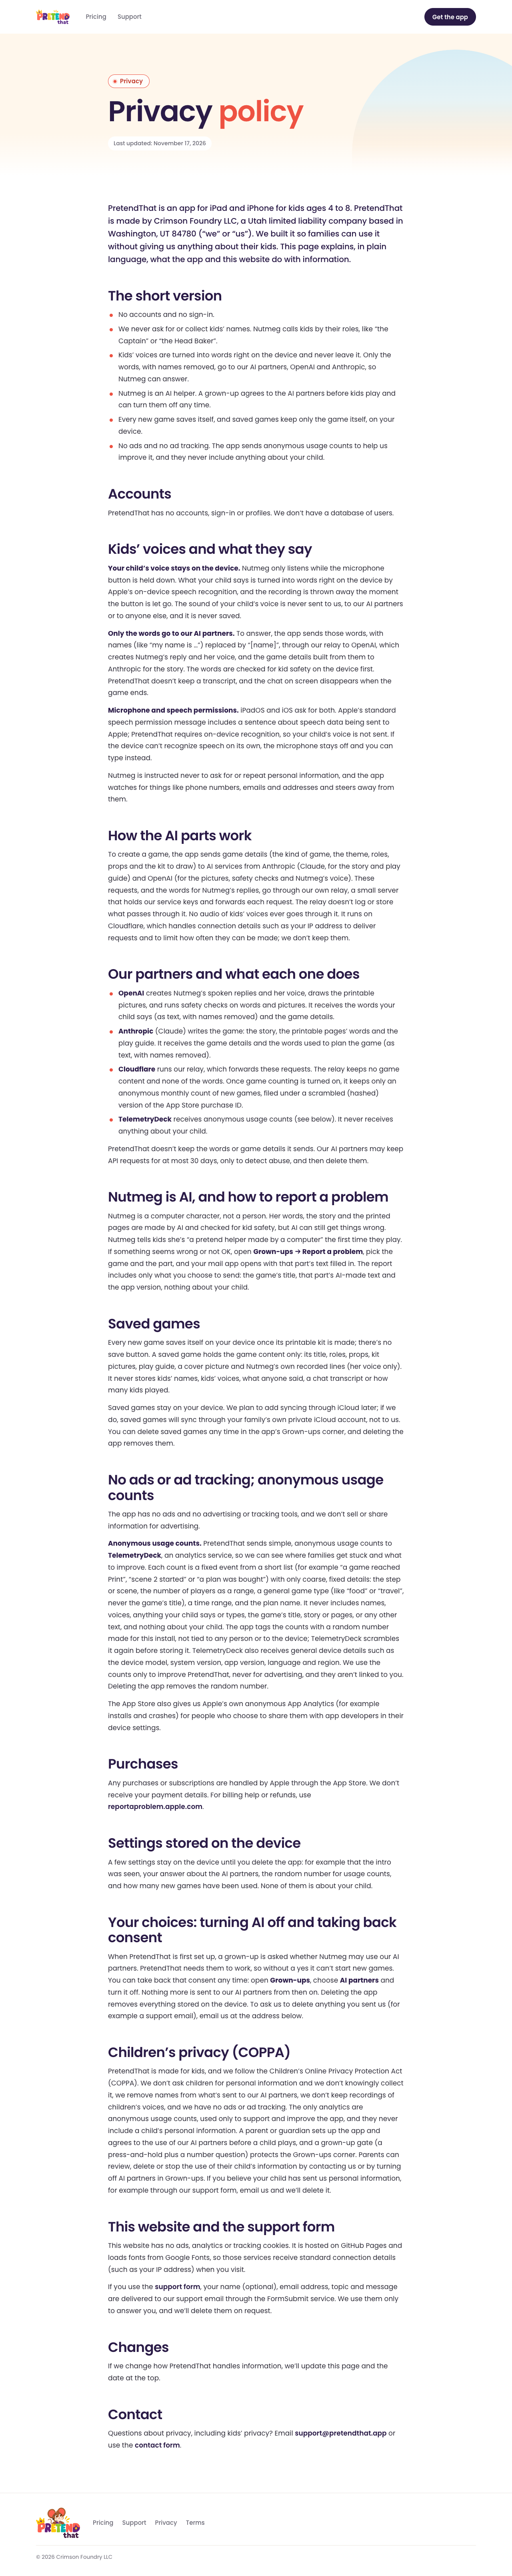 PRETEND that
Pricing Support Get the app
Privacy
Privacy policy
Last updated: November 17, 2026
PretendThat is an app for iPad and iPhone for kids ages 4 to 8. PretendThat
is made by Crimson Foundry LLC, a Utah limited liability company based in
Washington, UT 84780 (“we” or “us”). We built it so families can use it
without giving us anything about their kids. This page explains, in plain
language, what the app and this website do with information.
The short version
No accounts and no sign-in.
We never ask for or collect kids’ names. Nutmeg calls kids by their roles, like “the
Captain” or “the Head Baker”.
Kids’ voices are turned into words right on the device and never leave it. Only the
words, with names removed, go to our AI partners, OpenAI and Anthropic, so
Nutmeg can answer.
Nutmeg is an AI helper. A grown-up agrees to the AI partners before kids play and
can turn them off any time.
Every new game saves itself, and saved games keep only the game itself, on your
device.
No ads and no ad tracking. The app sends anonymous usage counts to help us
improve it, and they never include anything about your child.
Accounts
PretendThat has no accounts, sign-in or profiles. We don’t have a database of users.
Kids’ voices and what they say
Your child’s voice stays on the device. Nutmeg only listens while the microphone
button is held down. What your child says is turned into words right on the device by
Apple’s on-device speech recognition, and the recording is thrown away the moment
the button is let go. The sound of your child’s voice is never sent to us, to our AI partners
or to anyone else, and it is never saved.
Only the words go to our AI partners. To answer, the app sends those words, with
names (like “my name is …”) replaced by “[name]”, through our relay to OpenAI, which
creates Nutmeg’s reply and her voice, and the game details built from them to
Anthropic for the story. The words are checked for kid safety on the device first.
PretendThat doesn’t keep a transcript, and the chat on screen disappears when the
game ends.
Microphone and speech permissions. iPadOS and iOS ask for both. Apple’s standard
speech permission message includes a sentence about speech data being sent to
Apple; PretendThat requires on-device recognition, so your child’s voice is not sent. If
the device can’t recognize speech on its own, the microphone stays off and you can
type instead.
Nutmeg is instructed never to ask for or repeat personal information, and the app
watches for things like phone numbers, emails and addresses and steers away from
them.
How the AI parts work
To create a game, the app sends game details (the kind of game, the theme, roles,
props and the kit to draw) to AI services from Anthropic (Claude, for the story and play
guide) and OpenAI (for the pictures, safety checks and Nutmeg’s voice). These
requests, and the words for Nutmeg’s replies, go through our own relay, a small server
that holds our service keys and forwards each request. The relay doesn’t log or store
what passes through it. No audio of kids’ voices ever goes through it. It runs on
Cloudflare, which handles connection details such as your IP address to deliver
requests and to limit how often they can be made; we don’t keep them.
Our partners and what each one does
OpenAI creates Nutmeg’s spoken replies and her voice, draws the printable
pictures, and runs safety checks on words and pictures. It receives the words your
child says (as text, with names removed) and the game details.
Anthropic (Claude) writes the game: the story, the printable pages’ words and the
play guide. It receives the game details and the words used to plan the game (as
text, with names removed).
Cloudflare runs our relay, which forwards these requests. The relay keeps no game
content and none of the words. Once game counting is turned on, it keeps only an
anonymous monthly count of new games, filed under a scrambled (hashed)
version of the App Store purchase ID.
TelemetryDeck receives anonymous usage counts (see below). It never receives
anything about your child.
PretendThat doesn’t keep the words or game details it sends. Our AI partners may keep
API requests for at most 30 days, only to detect abuse, and then delete them.
Nutmeg is AI, and how to report a problem
Nutmeg is a computer character, not a person. Her words, the story and the printed
pages are made by AI and checked for kid safety, but AI can still get things wrong.
Nutmeg tells kids she’s “a pretend helper made by a computer” the first time they play.
If something seems wrong or not OK, open Grown-ups → Report a problem, pick the
game and the part, and your mail app opens with that part’s text filled in. The report
includes only what you choose to send: the game’s title, that part’s AI-made text and
the app version, nothing about your child.
Saved games
Every new game saves itself on your device once its printable kit is made; there’s no
save button. A saved game holds the game content only: its title, roles, props, kit
pictures, play guide, a cover picture and Nutmeg’s own recorded lines (her voice only).
It never stores kids’ names, kids’ voices, what anyone said, a chat transcript or how
many kids played.
Saved games stay on your device. We plan to add syncing through iCloud later; if we
do, saved games will sync through your family’s own private iCloud account, not to us.
You can delete saved games any time in the app’s Grown-ups corner, and deleting the
app removes them.
No ads or ad tracking; anonymous usage
counts
The app has no ads and no advertising or tracking tools, and we don’t sell or share
information for advertising.
Anonymous usage counts. PretendThat sends simple, anonymous usage counts to
TelemetryDeck, an analytics service, so we can see where families get stuck and what
to improve. Each count is a fixed event from a short list (for example “a game reached
Print”, “scene 2 started” or “a plan was bought”) with only coarse, fixed details: the step
or scene, the number of players as a range, a general game type (like “food” or “travel”,
never the game’s title), a time range, and the plan name. It never includes names,
voices, anything your child says or types, the game’s title, story or pages, or any other
text, and nothing about your child. The app tags the counts with a random number
made for this install, not tied to any person or to the device; TelemetryDeck scrambles
it again before storing it. TelemetryDeck also receives general device details such as
the device model, system version, app version, language and region. We use the
counts only to improve PretendThat, never for advertising, and they aren’t linked to you.
Deleting the app removes the random number.
The App Store also gives us Apple’s own anonymous App Analytics (for example
installs and crashes) for people who choose to share them with app developers in their
device settings.
Purchases
Any purchases or subscriptions are handled by Apple through the App Store. We don’t
receive your payment details. For billing help or refunds, use
reportaproblem.apple.com.
Settings stored on the device
A few settings stay on the device until you delete the app: for example that the intro
was seen, your answer about the AI partners, the random number for usage counts,
and how many new games have been used. None of them is about your child.
Your choices: turning AI off and taking back
consent
When PretendThat is first set up, a grown-up is asked whether Nutmeg may use our AI
partners. PretendThat needs them to work, so without a yes it can’t start new games.
You can take back that consent any time: open Grown-ups, choose AI partners and
turn it off. Nothing more is sent to our AI partners from then on. Deleting the app
removes everything stored on the device. To ask us to delete anything you sent us (for
example a support email), email us at the address below.
Children’s privacy (COPPA)
PretendThat is made for kids, and we follow the Children’s Online Privacy Protection Act
(COPPA). We don’t ask children for personal information and we don’t knowingly collect
it, we remove names from what’s sent to our AI partners, we don’t keep recordings of
children’s voices, and we have no ads or ad tracking. The only analytics are
anonymous usage counts, used only to support and improve the app, and they never
include a child’s personal information. A parent or guardian sets up the app and
agrees to the use of our AI partners before a child plays, and a grown-up gate (a
press-and-hold plus a number question) protects the Grown-ups corner. Parents can
review, delete or stop the use of their child’s information by contacting us or by turning
off AI partners in Grown-ups. If you believe your child has sent us personal information,
for example through our support form, email us and we’ll delete it.
This website and the support form
This website has no ads, analytics or tracking cookies. It is hosted on GitHub Pages and
loads fonts from Google Fonts, so those services receive standard connection details
(such as your IP address) when you visit.
If you use the support form, your name (optional), email address, topic and message
are delivered to our support email through the FormSubmit service. We use them only
to answer you, and we’ll delete them on request.
Changes
If we change how PretendThat handles information, we’ll update this page and the
date at the top.
Contact
Questions about privacy, including kids’ privacy? Email support@pretendthat.app or
use the contact form.
PRETEND that
Pricing Support Privacy Terms
© 2026 Crimson Foundry LLC